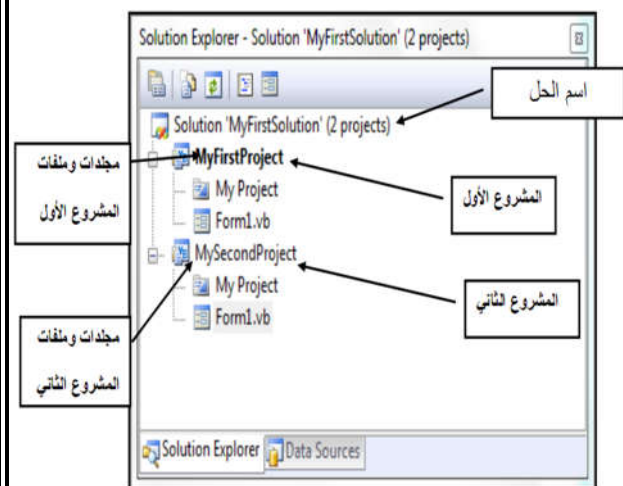 Solution Explorer - Solution 'MyFirstSolution' (2 projects)
اسم الحل
Solution 'MyFirstSolution' (2 projects)
MyFirstProject
مجلدات وملفات
المشروع الأول
My Project
المشروع الأول
Form1.vb
MySecondProject
My Project
المشروع الثاني
Form1.vb
مجلدات وملفات
المشروع الثاني
Solution Explorer
Data Sources